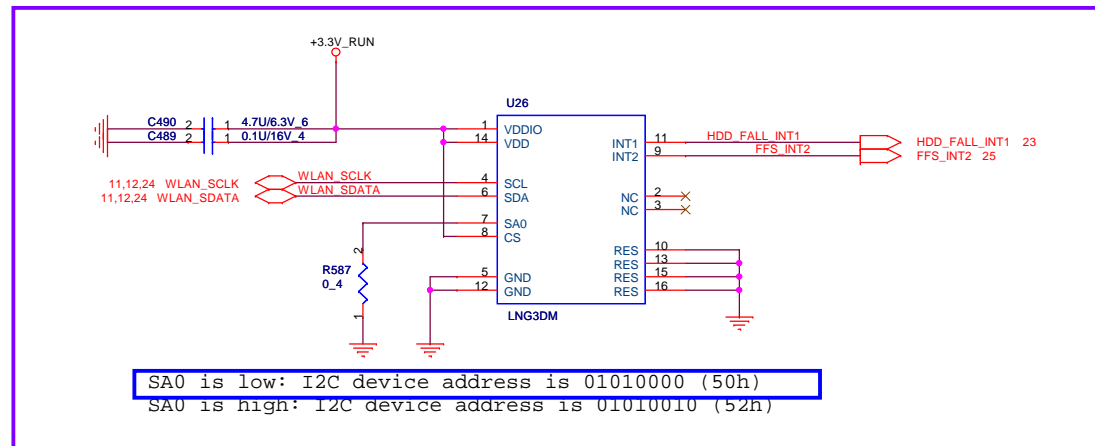 +3.3V_RUN
U26
C490 2 1 4.7U/6.3V_6
C489 2 1 0.1U/16V_4
1 VDDIO
14 VDD
INT1 11 HDD_FALL_INT1 HDD_FALL_INT1 23
INT2 9 FFS_INT2 FFS_INT2 25
11,12,24 WLAN_SCLK WLAN_SCLK 4 SCL
11,12,24 WLAN_SDATA WLAN_SDATA 6 SDA
NC 2
NC 3
7 SA0
8 CS
RES 10
RES 13
RES 15
RES 16
2
R587
0_4
1
5 GND
12 GND
LNG3DM
SA0 is low: I2C device address is 01010000 (50h)
SA0 is high: I2C device address is 01010010 (52h)